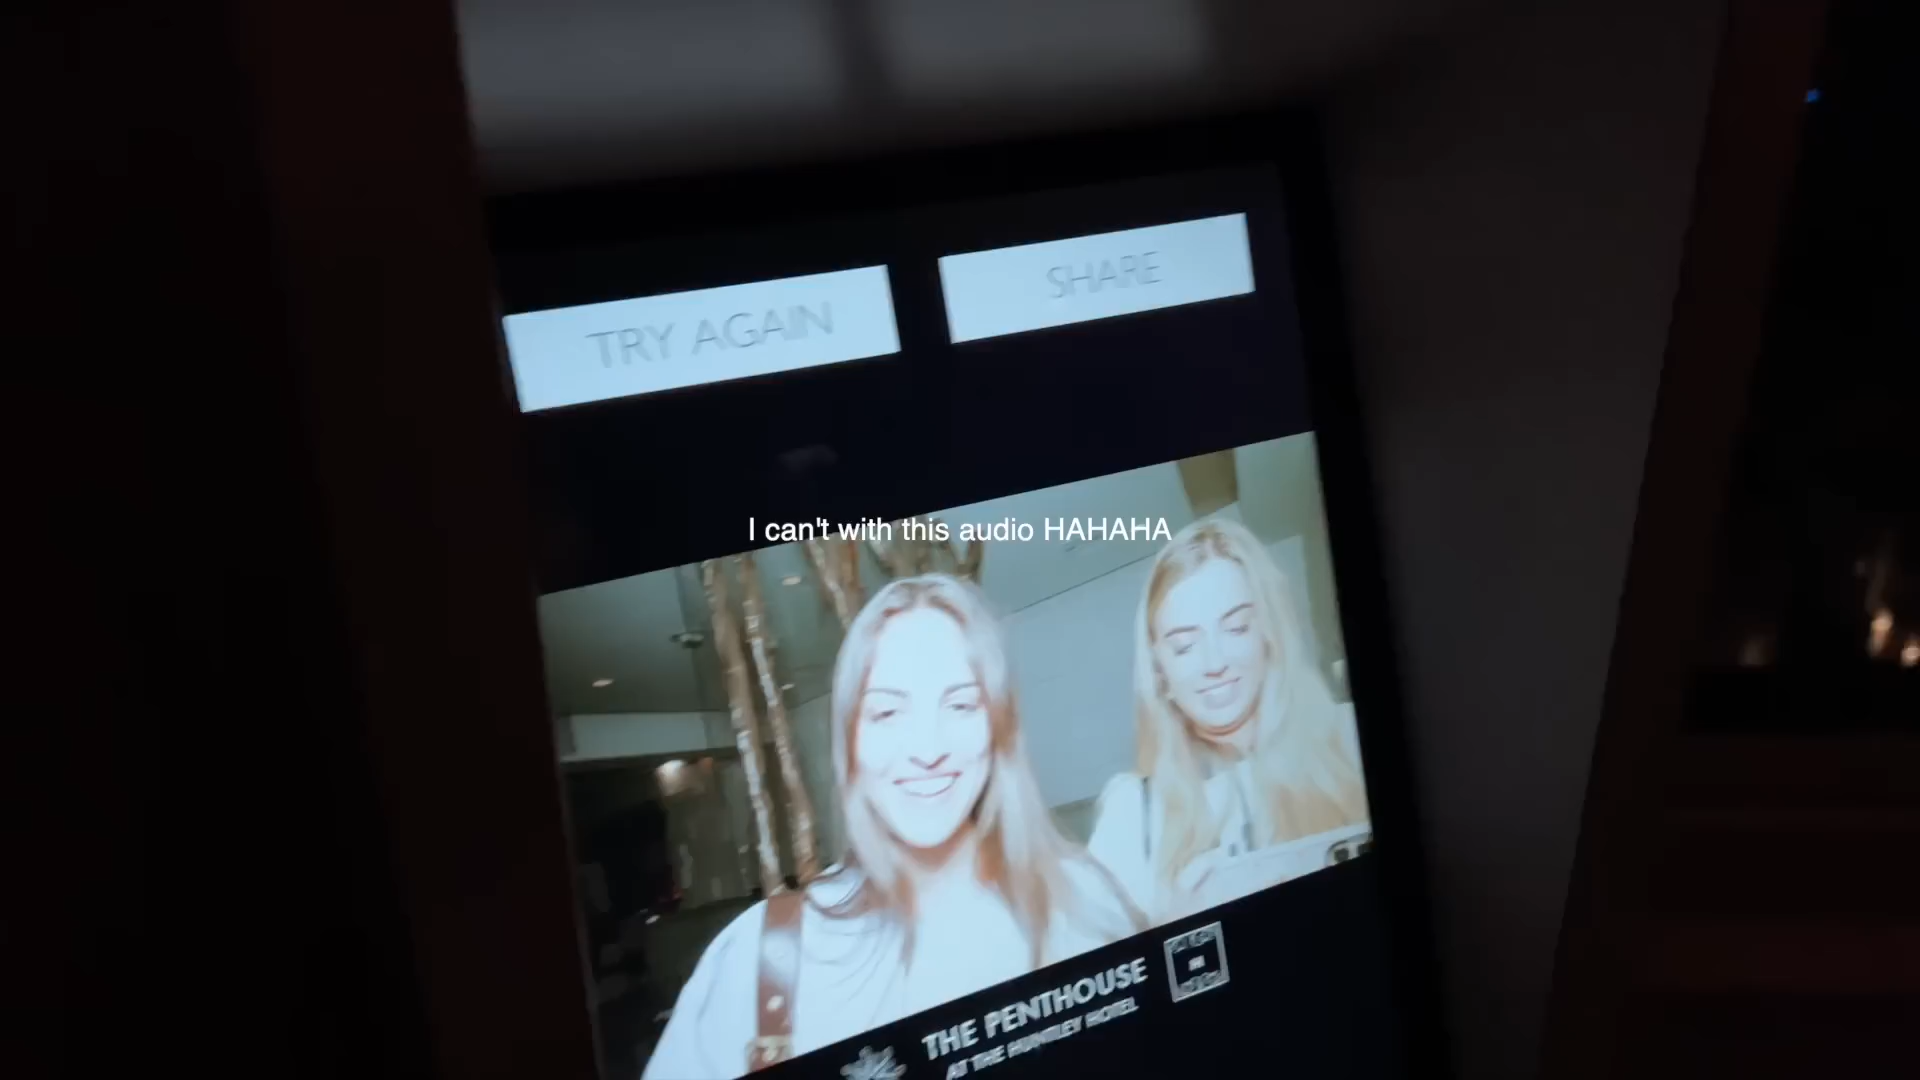 TRY AGAIN
SHARE
I can't with this audio HAHAHA
THE PENTHOUSE
AT THE HUNTLEY HOTEL